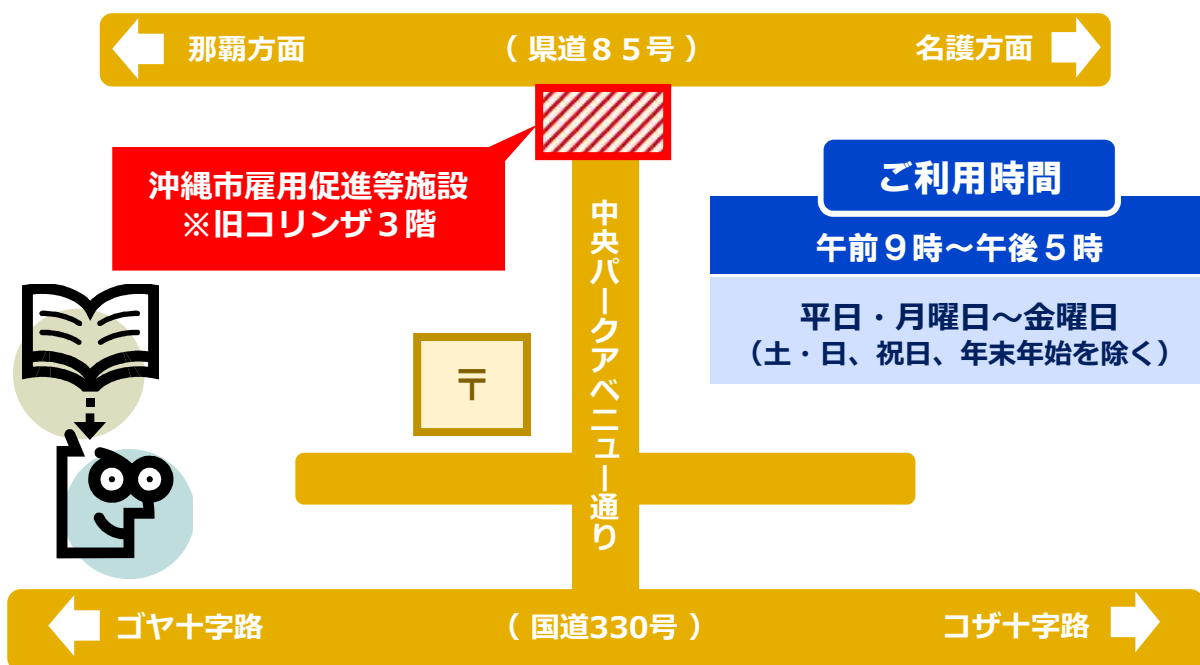 那覇方面 （ 県道８５号 ） 名護方面
沖縄市雇用促進等施設
※旧コリンザ３階
ご利用時間
午前９時～午後５時
平日・月曜日～金曜日
（土・日、祝日、年末年始を除く）
中央パークアベニュー通り
〒
ゴヤ十字路 （ 国道330号 ） コザ十字路